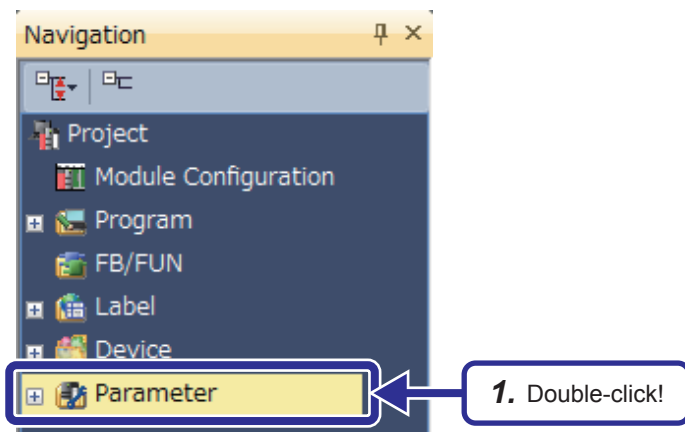 Navigation
Project
Module Configuration
Program
FB/FUN
Label
Device
Parameter
1. Double-click!